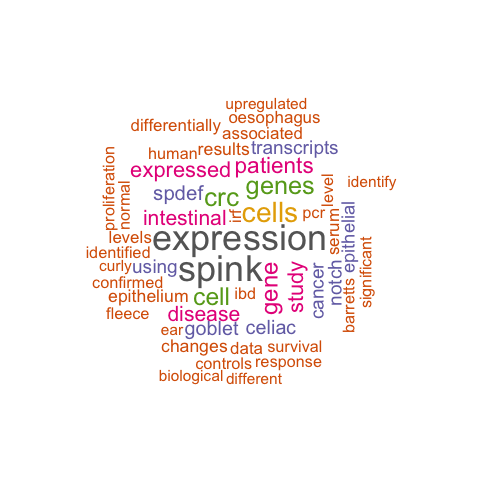 upregulated
oesophagus
differentially
associated
human results transcripts
expressed patients
proliferation
normal
spdef crc genes
level
identify
intestinal
cells pcr
serum
epithelial
levels expression
identified
curly using spink
gene
study
cancer
notch
barretts
significant
confirmed
epithelium cell ibd
fleece disease
ear goblet celiac
changes data survival
controls response
biological different